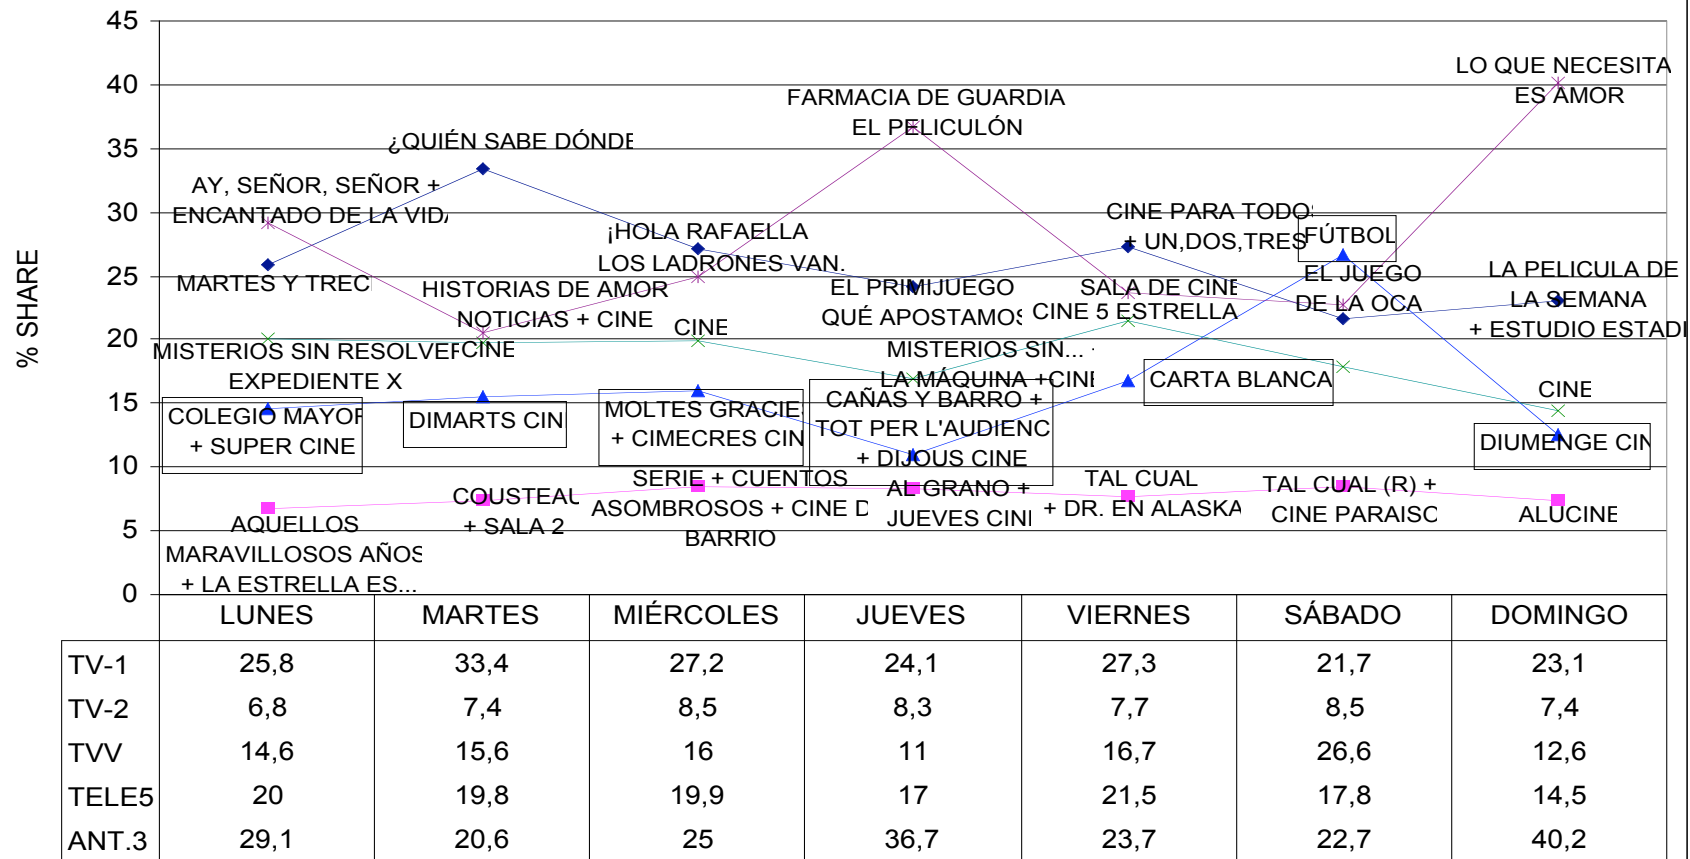 45
40
35
30
25
20
15
10
5
0
% SHARE
LO QUE NECESITA
ES AMOR
FARMACIA DE GUARDIA
EL PELICULÓN
¿QUIÉN SABE DÓNDE
AY, SEÑOR, SEÑOR +
ENCANTADO DE LA VIDA
MARTES Y TREC
HISTORIAS DE AMOR
NOTICIAS + CINE
¡HOLA RAFAELLA
LOS LADRONES VAN.
EL PRIMIJUEGO
QUÉ APOSTAMOS
CINE PARA TODO
+ UN,DOS,TRES
SALA DE CINE
CINE 5 ESTRELLA
FÚTBOL
EL JUEGO
DE LA OCA
LA PELICULA DE
LA SEMANA
+ ESTUDIO ESTADI
MISTERIOS SIN RESOLVER
EXPEDIENTE X
CINE
CINE
MISTERIOS SIN... +
LA MÁQUINA +CINE
CINE
COLEGIO MAYOR
+ SUPER CINE
DIMARTS CIN
MOLTES GRACIE
+ CIMECRES CIN
CAÑAS Y BARRO +
TOT PER L'AUDIENC
+ DIJOUS CINE
CARTA BLANCA
DIUMENGE CIN
AQUELLOS
MARAVILLOSOS AÑOS
+ LA ESTRELLA ES...
COUSTEAU
+ SALA 2
SERIE + CUENTOS
ASOMBROSOS + CINE D
BARRIO
AL GRANO +
JUEVES CINE
TAL CUAL
+ DR. EN ALASKA
TAL CUAL (R) +
CINE PARAISO
ALUCINE
LUNES MARTES MIÉRCOLES JUEVES VIERNES SÁBADO DOMINGO
TV-1 25,8 33,4 27,2 24,1 27,3 21,7 23,1
TV-2 6,8 7,4 8,5 8,3 7,7 8,5 7,4
TVV 14,6 15,6 16 11 16,7 26,6 12,6
TELE5 20 19,8 19,9 17 21,5 17,8 14,5
ANT.3 29,1 20,6 25 36,7 23,7 22,7 40,2